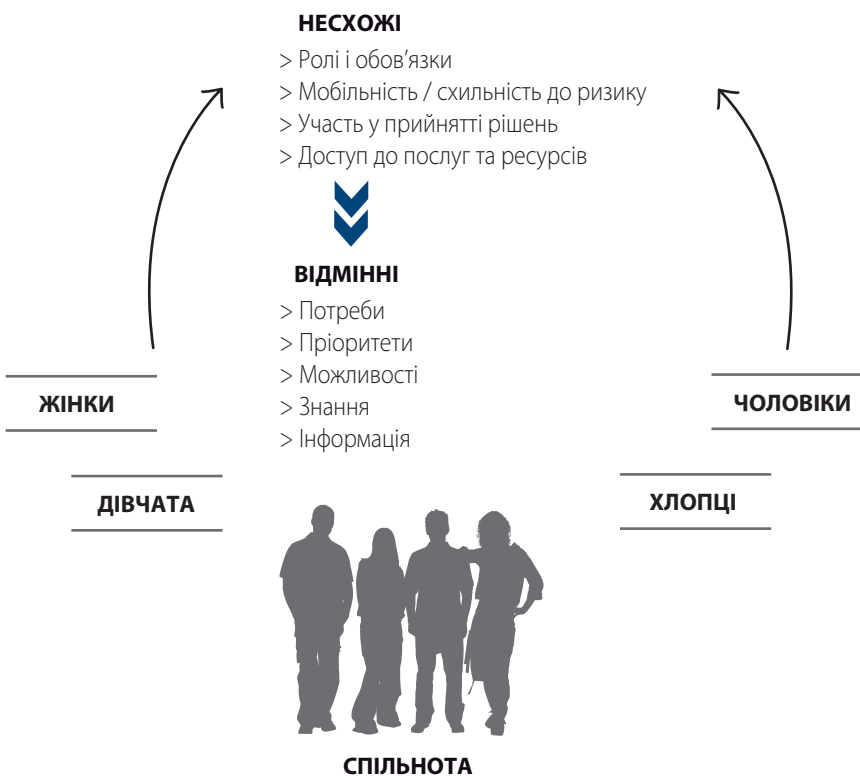 НЕСХОЖІ
> Ролі і обов’язки
> Мобільність / схильність до ризику
> Участь у прийнятті рішень
> Доступ до послуг та ресурсів
ВІДМІННІ
> Потреби
> Пріоритети
> Можливості
> Знання
> Інформація
ЖІНКИ
ЧОЛОВІКИ
ДІВЧАТА
ХЛОПЦІ
СПІЛЬНОТА